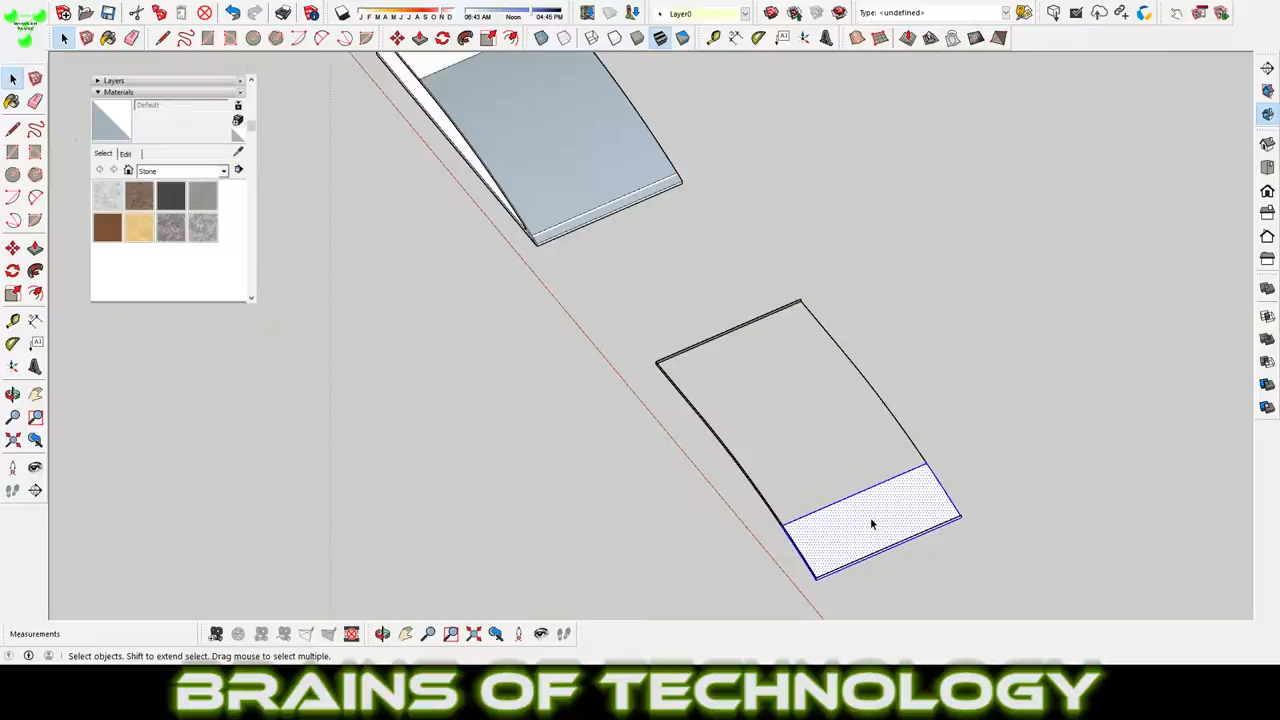 J F M A M J J A S O N D 06:43 AM Noon 04:45 PM Layer0 Type: <undefined>
Layers
Materials
Default
Select Edit
Stone
A1
Measurements
Select objects. Shift to extend select. Drag mouse to select multiple.
BRAINS OF TECHNOLOGY